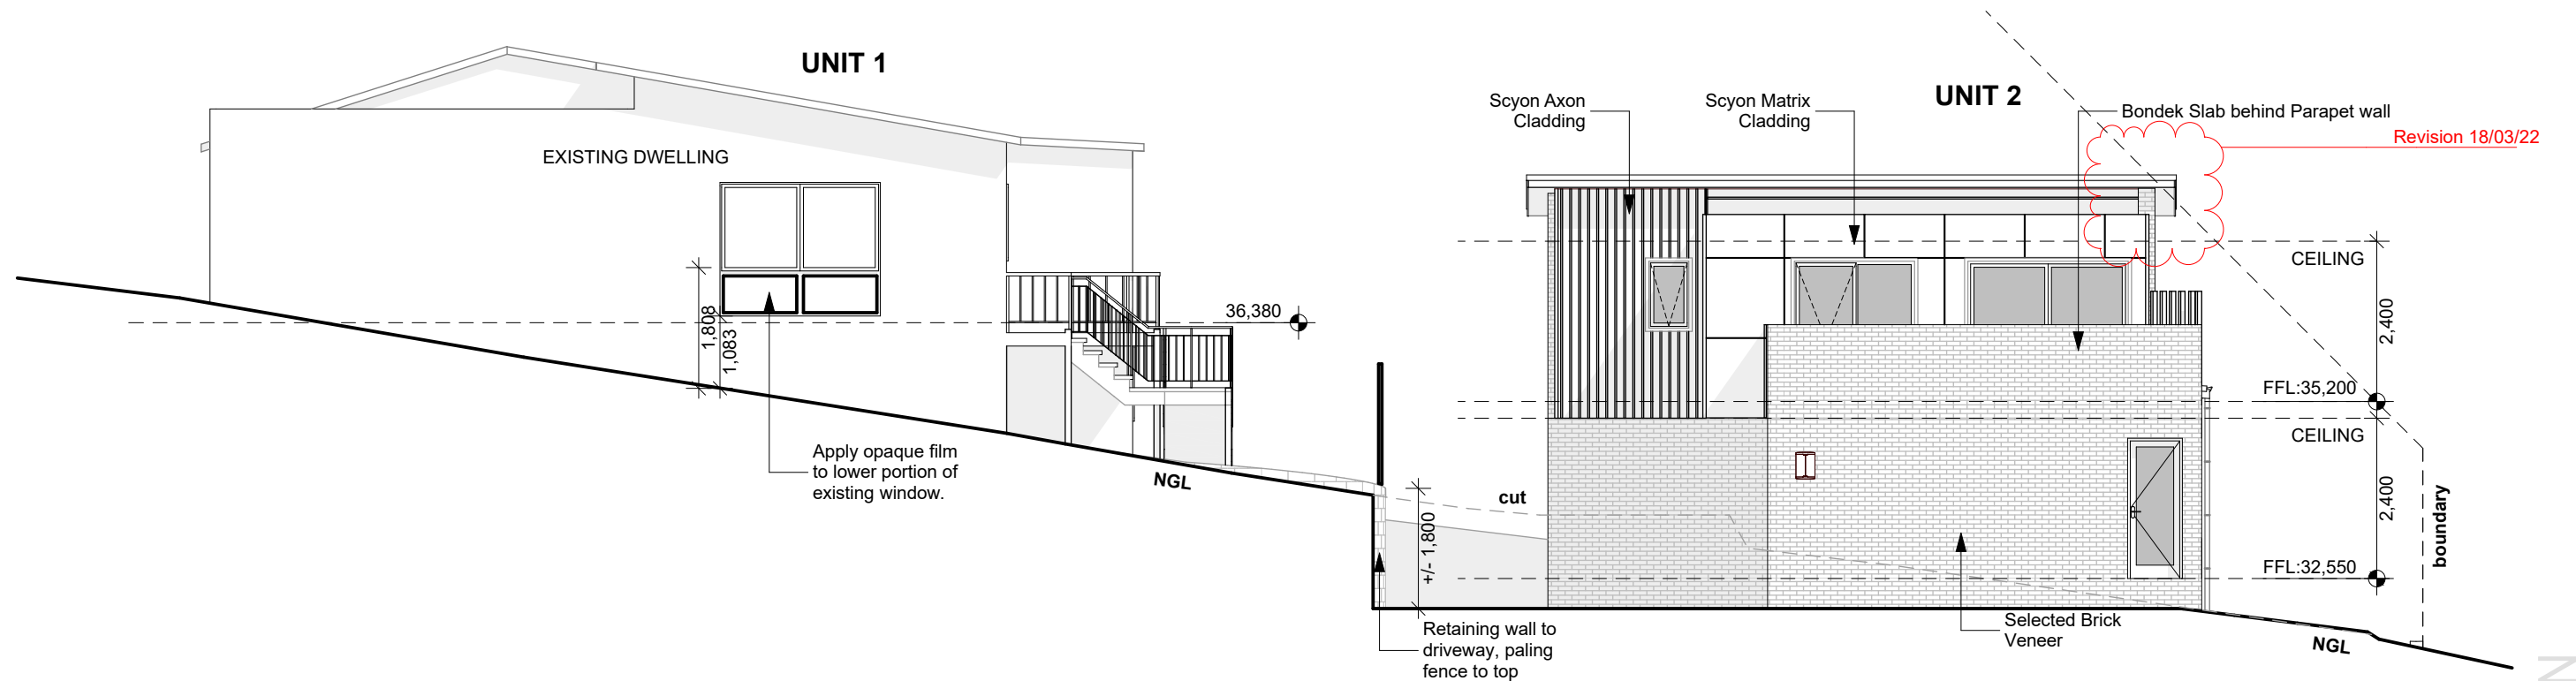 UNIT 1
EXISTING DWELLING
1,808
1,083
Apply opaque film
to lower portion of
existing window.
36,380
NGL
cut
+/- 1,800
Retaining wall to
driveway, paling
fence to top
Scyon Axon
Cladding
Scyon Matrix
Cladding
UNIT 2
Bondek Slab behind Parapet wall
Revision 18/03/22
CEILING
2,400
FFL:35,200
CEILING
2,400
FFL:32,550
boundary
Selected Brick
Veneer
NGL